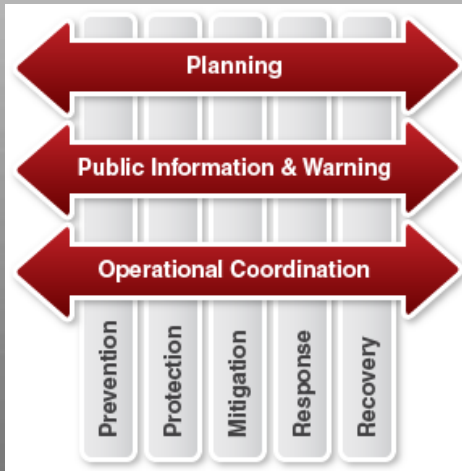 Planning
Public Information & Warning
Operational Coordination
Prevention
Protection
Mitigation
Response
Recovery